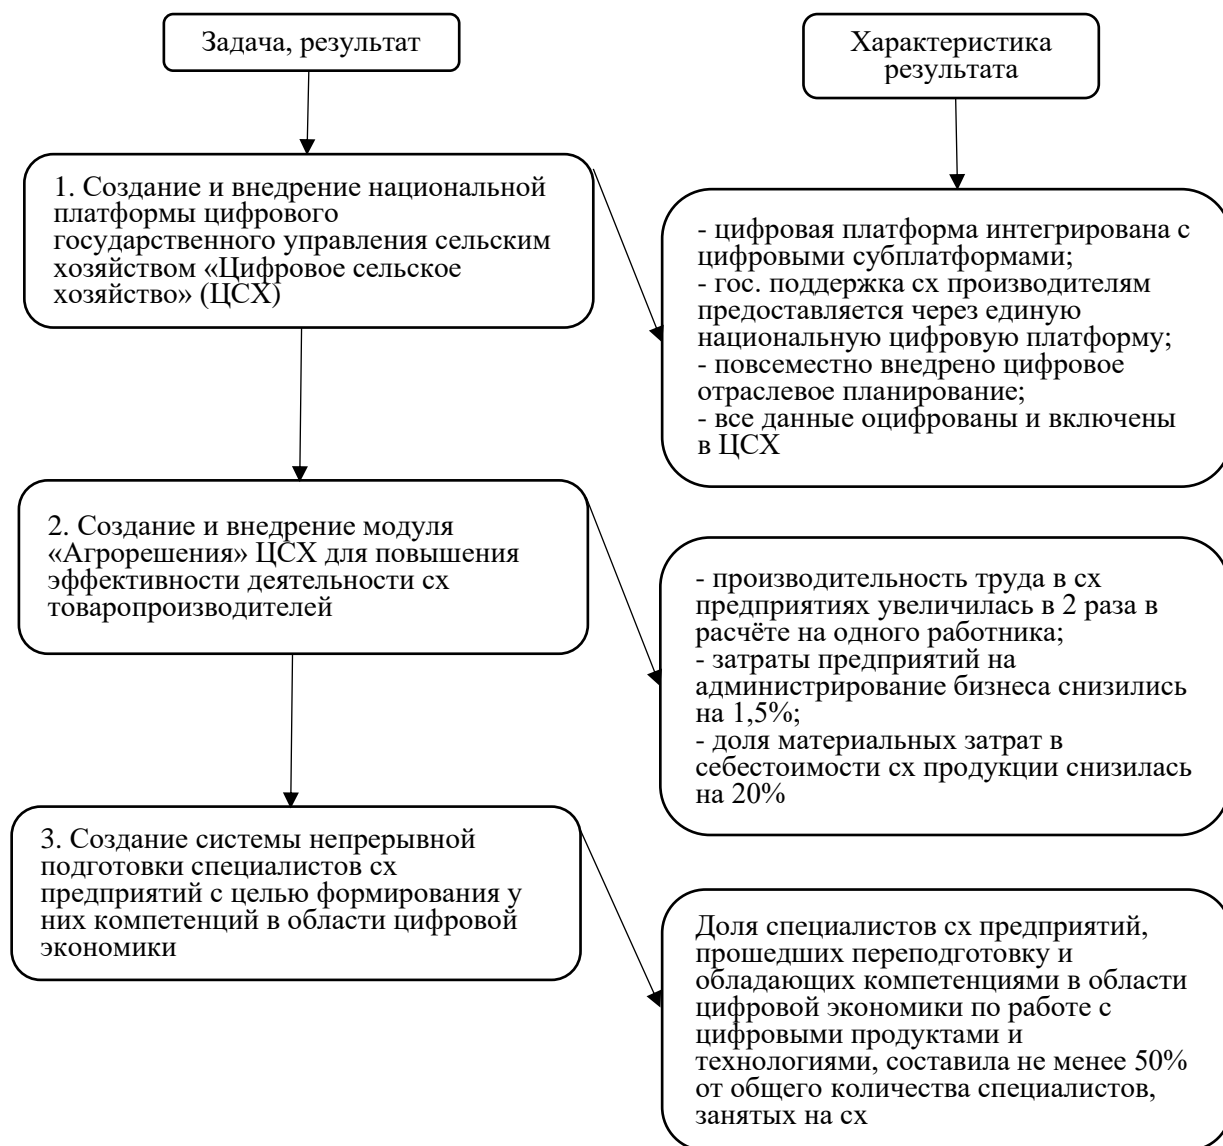 Задача, результат
Характеристика
результата
1. Создание и внедрение национальной
платформы цифрового
государственного управления сельским
хозяйством «Цифровое сельское
хозяйство» (ЦСХ)
- цифровая платформа интегрирована с
цифровыми субплатформами;
- гос. поддержка сх производителям
предоставляется через единую
национальную цифровую платформу;
- повсеместно внедрено цифровое
отраслевое планирование;
- все данные оцифрованы и включены
в ЦСХ
2. Создание и внедрение модуля
«Агрорешения» ЦСХ для повышения
эффективности деятельности сх
товаропроизводителей
- производительность труда в сх
предприятиях увеличилась в 2 раза в
расчёте на одного работника;
- затраты предприятий на
администрирование бизнеса снизились
на 1,5%;
- доля материальных затрат в
себестоимости сх продукции снизилась
на 20%
3. Создание системы непрерывной
подготовки специалистов сх
предприятий с целью формирования у
них компетенций в области цифровой
экономики
Доля специалистов сх предприятий,
прошедших переподготовку и
обладающих компетенциями в области
цифровой экономики по работе с
цифровыми продуктами и
технологиями, составила не менее 50%
от общего количества специалистов,
занятых на сх